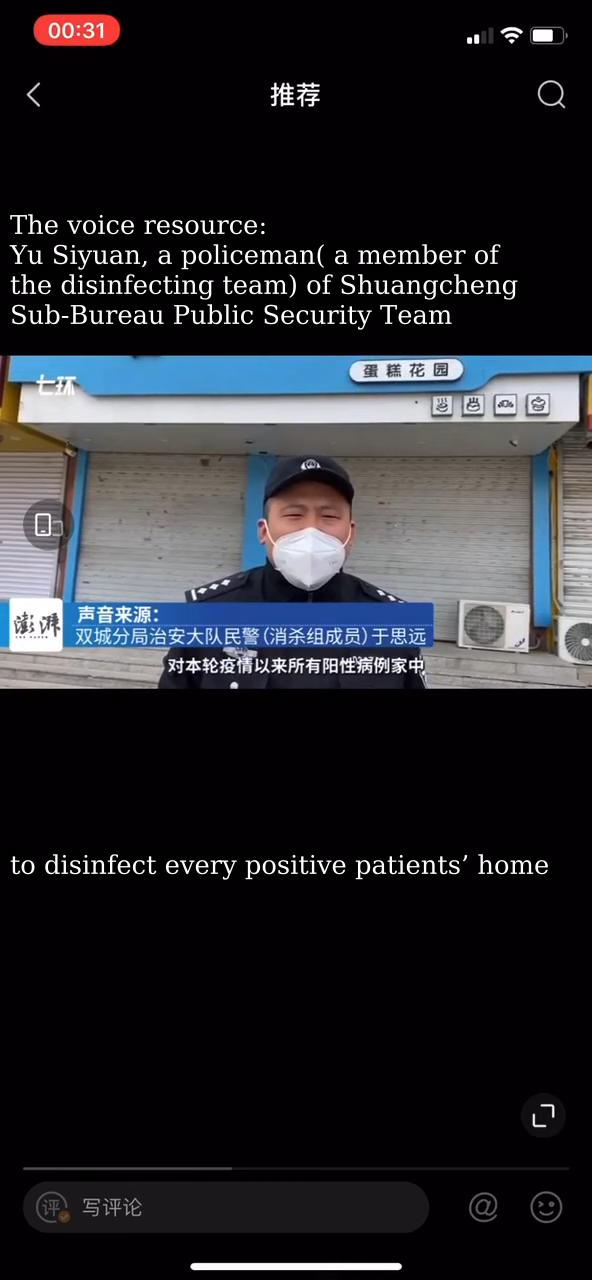 00:31
推荐
The voice resource:
Yu Siyuan, a policeman( a member of
the disinfecting team) of Shuangcheng
Sub-Bureau Public Security Team
蛋糕花园
七环
澎湃
THE PAPER
声音来源：
双城分局治安大队民警（消杀组成员）于思远
对本轮疫情以来所有阳性病例家中
to disinfect every positive patients’ home
评
写评论
@